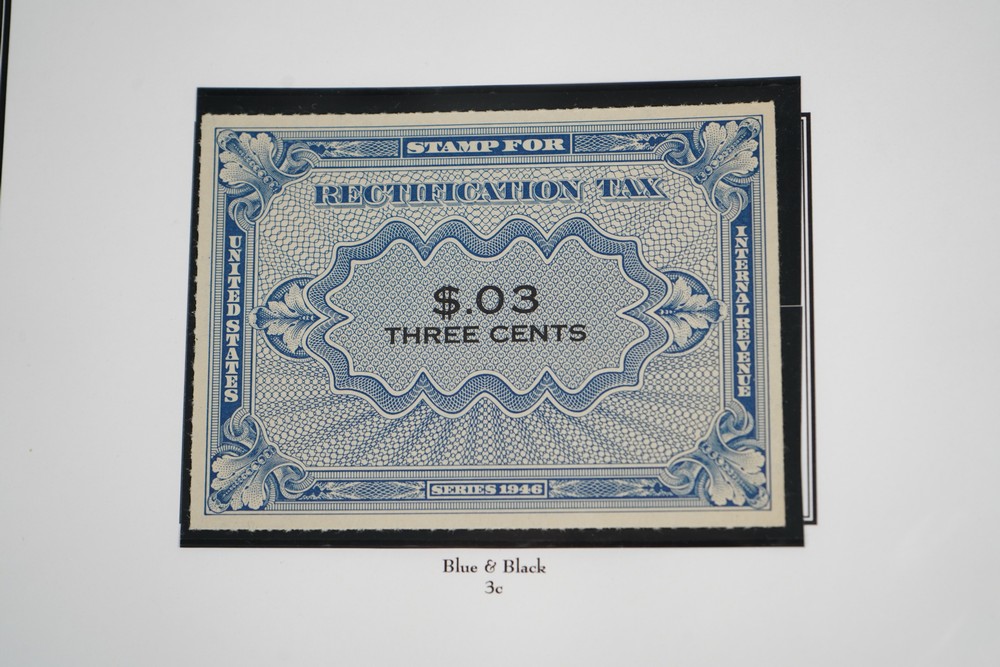 STAMP FOR
RECTIFICATION TAX
UNITED STATES
$.03
THREE CENTS
INTERNAL REVENUE
SERIES 1946
Blue & Black
3c